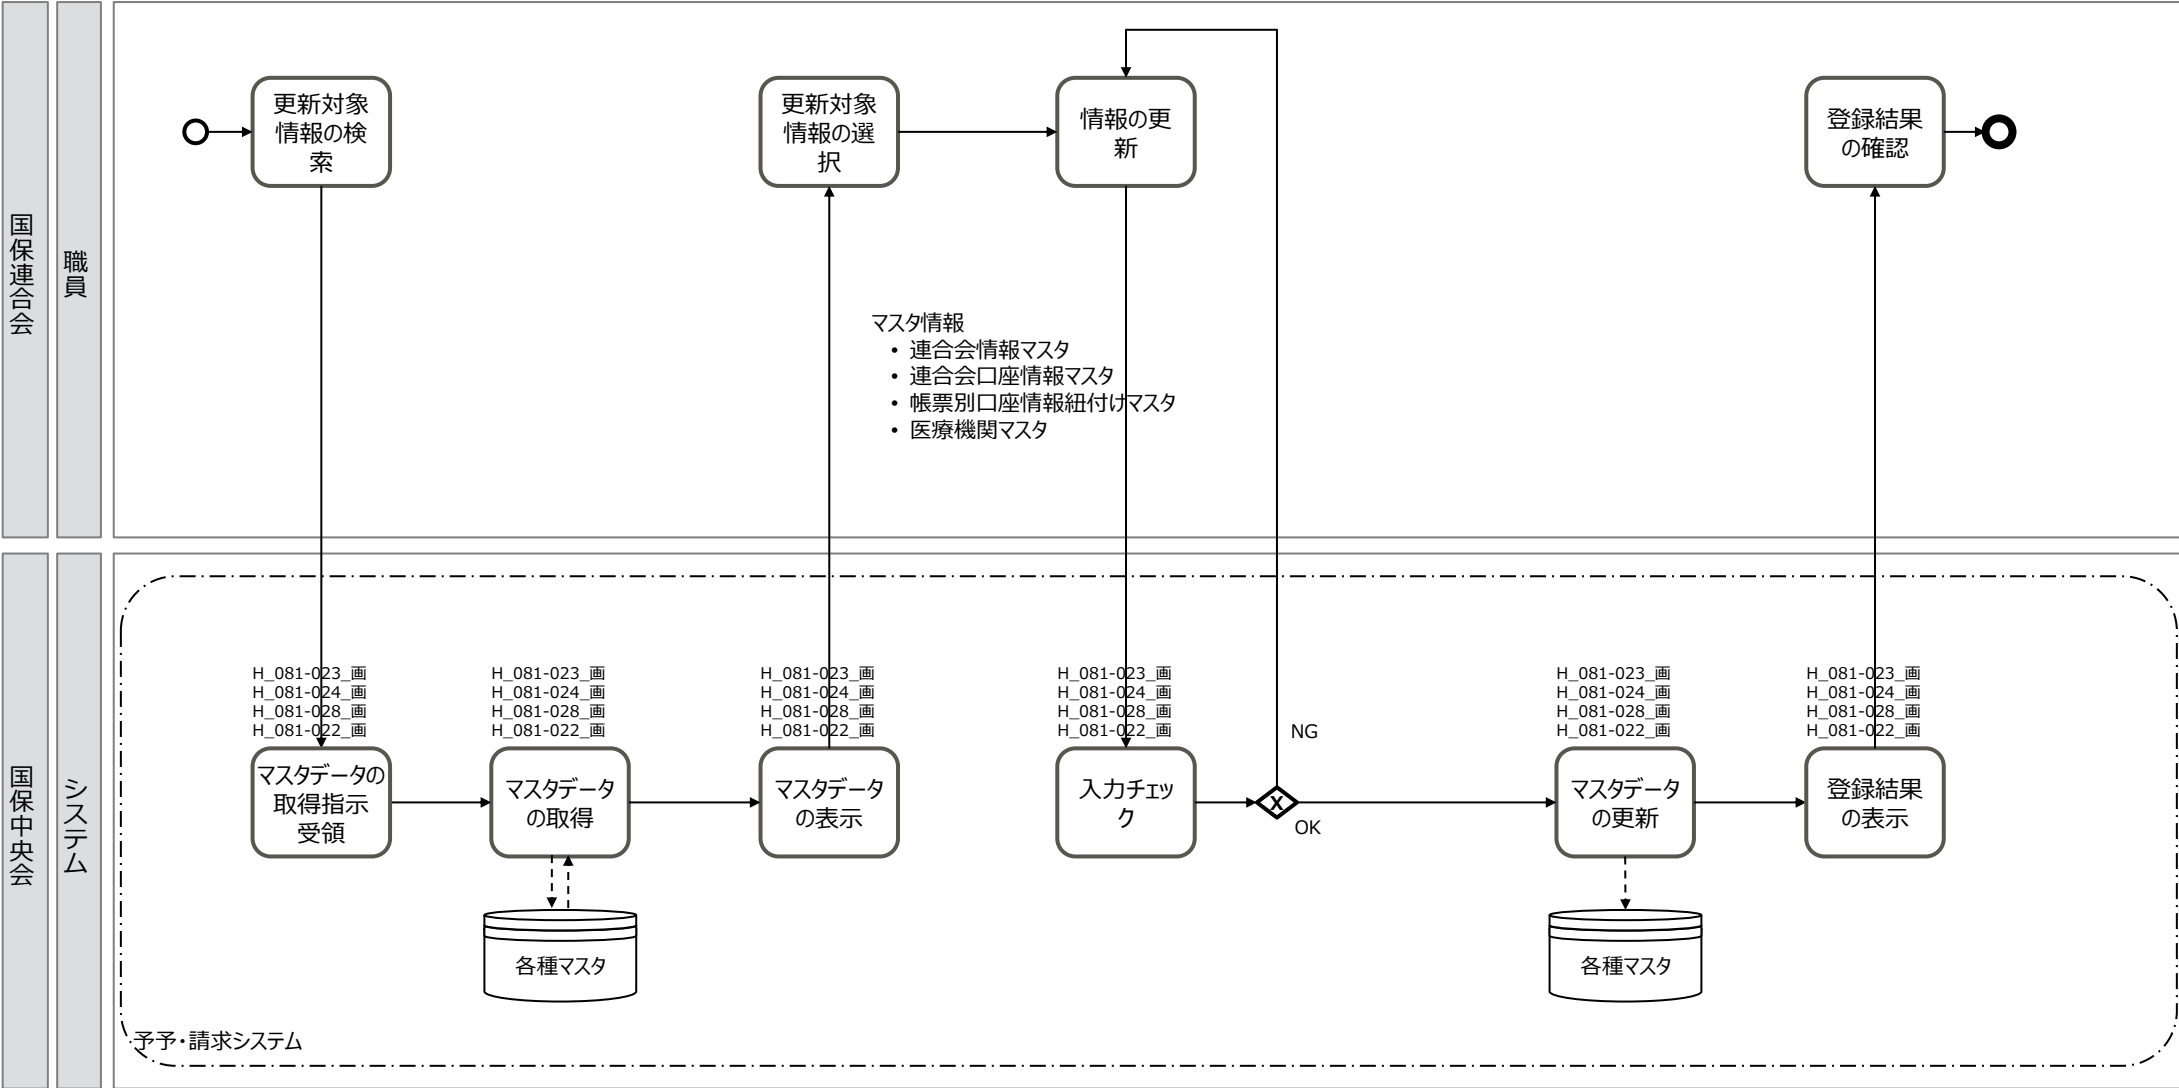 国保連合会
職員
更新対象
情報の検
索
更新対象
情報の選
択
情報の更
新
登録結果
の確認
マスタ情報
• 連合会情報マスタ
• 連合会口座情報マスタ
• 帳票別口座情報紐付けマスタ
• 医療機関マスタ
国保中央会
システム
H_081-023_画
H_081-024_画
H_081-028_画
H_081-022_画
マスタデータの
取得指示
受領
H_081-023_画
H_081-024_画
H_081-028_画
H_081-022_画
マスタデータ
の取得
各種マスタ
H_081-023_画
H_081-024_画
H_081-028_画
H_081-022_画
マスタデータ
の表示
H_081-023_画
H_081-024_画
H_081-028_画
H_081-022_画
入力チェッ
ク
X
NG
OK
H_081-023_画
H_081-024_画
H_081-028_画
H_081-022_画
マスタデータ
の更新
各種マスタ
H_081-023_画
H_081-024_画
H_081-028_画
H_081-022_画
登録結果
の表示
予予・請求システム